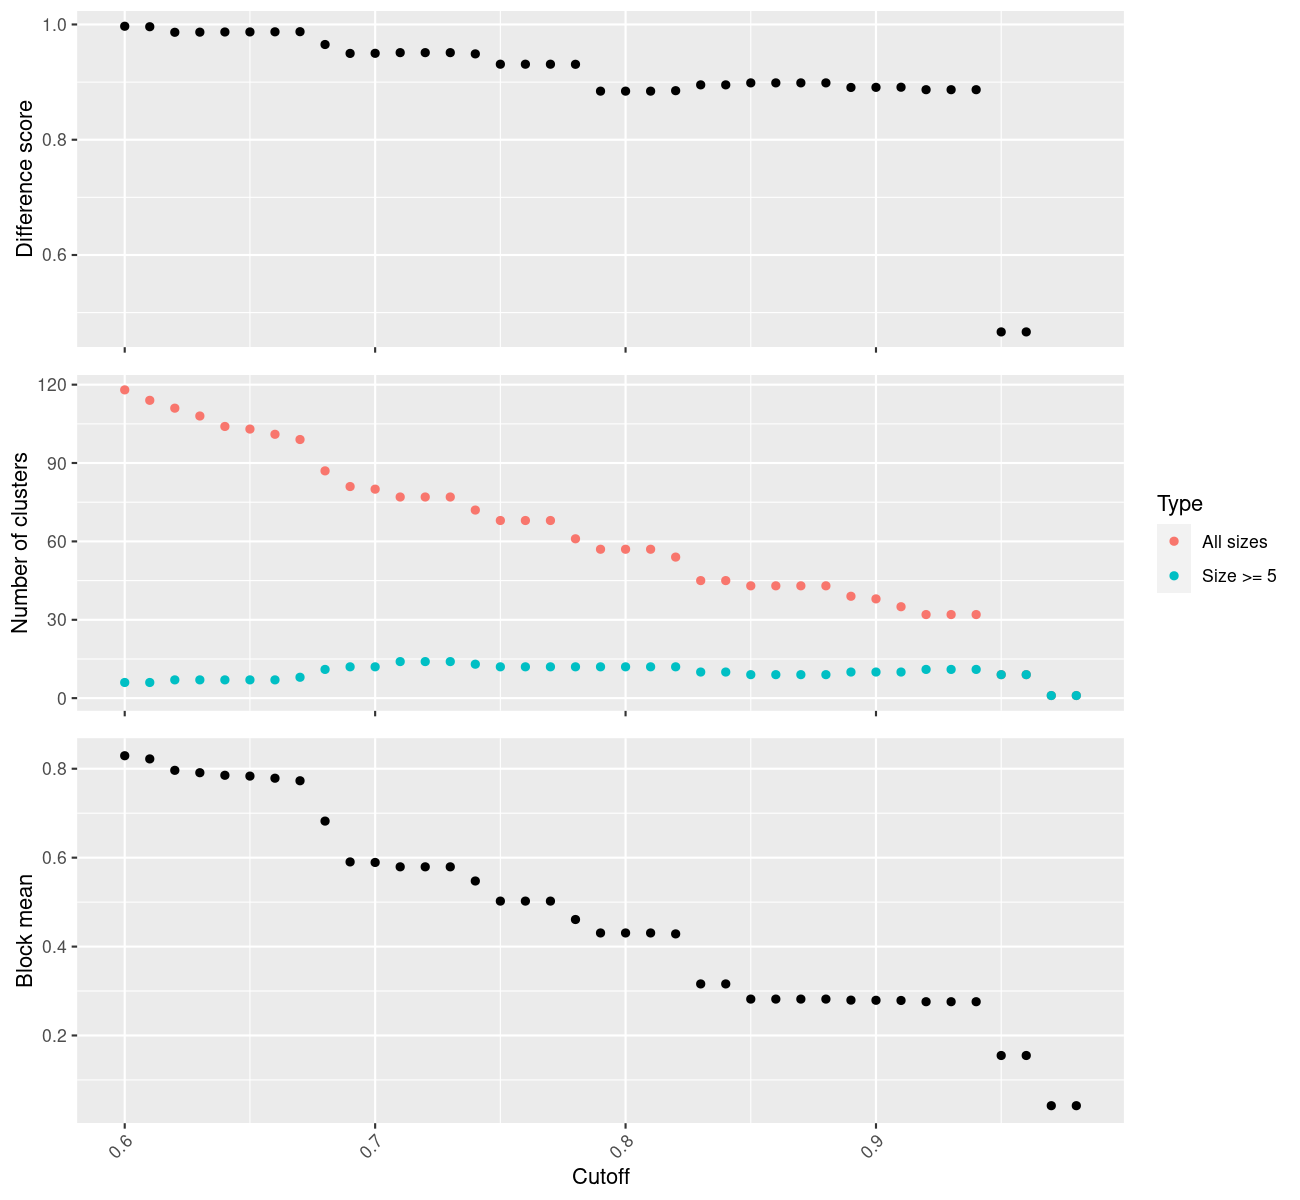 Difference score
1.0
0.8
0.6
Number of clusters
120
90
60
30
0
Type
All sizes
Size >= 5
Block mean
0.8
0.6
0.4
0.2
0.6
0.7
0.8
0.9
Cutoff